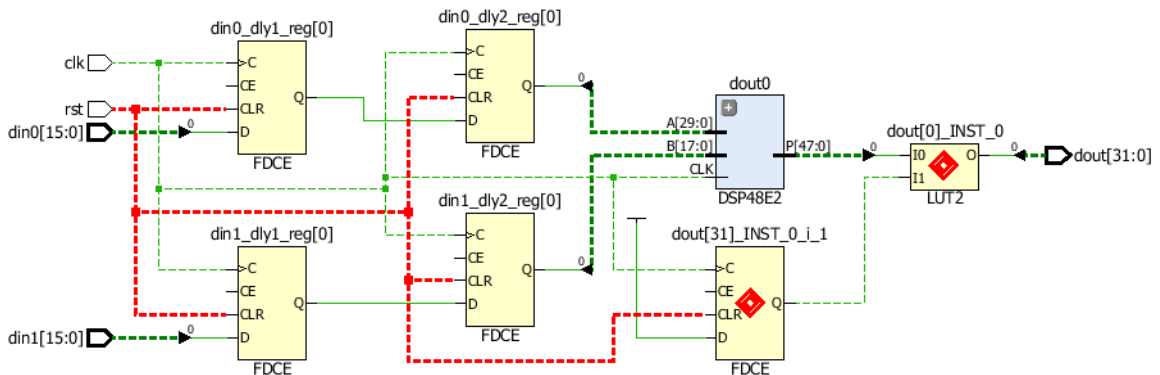 clk
rst
din0[15:0]
0
din0_dly1_reg[0]
C
CE
CLR
D
Q
FDCE
din0_dly2_reg[0]
C
CE
CLR
D
Q
FDCE
0
din1[15:0]
0
din1_dly1_reg[0]
C
CE
CLR
D
Q
FDCE
din1_dly2_reg[0]
C
CE
CLR
D
Q
FDCE
0
dout0
A[29:0]
B[17:0]
CLK
P[47:0]
DSP48E2
dout[31]_INST_0_i_1
C
CE
CLR
D
Q
FDCE
0
dout[0]_INST_0
I0
I1
O
LUT2
0
dout[31:0]